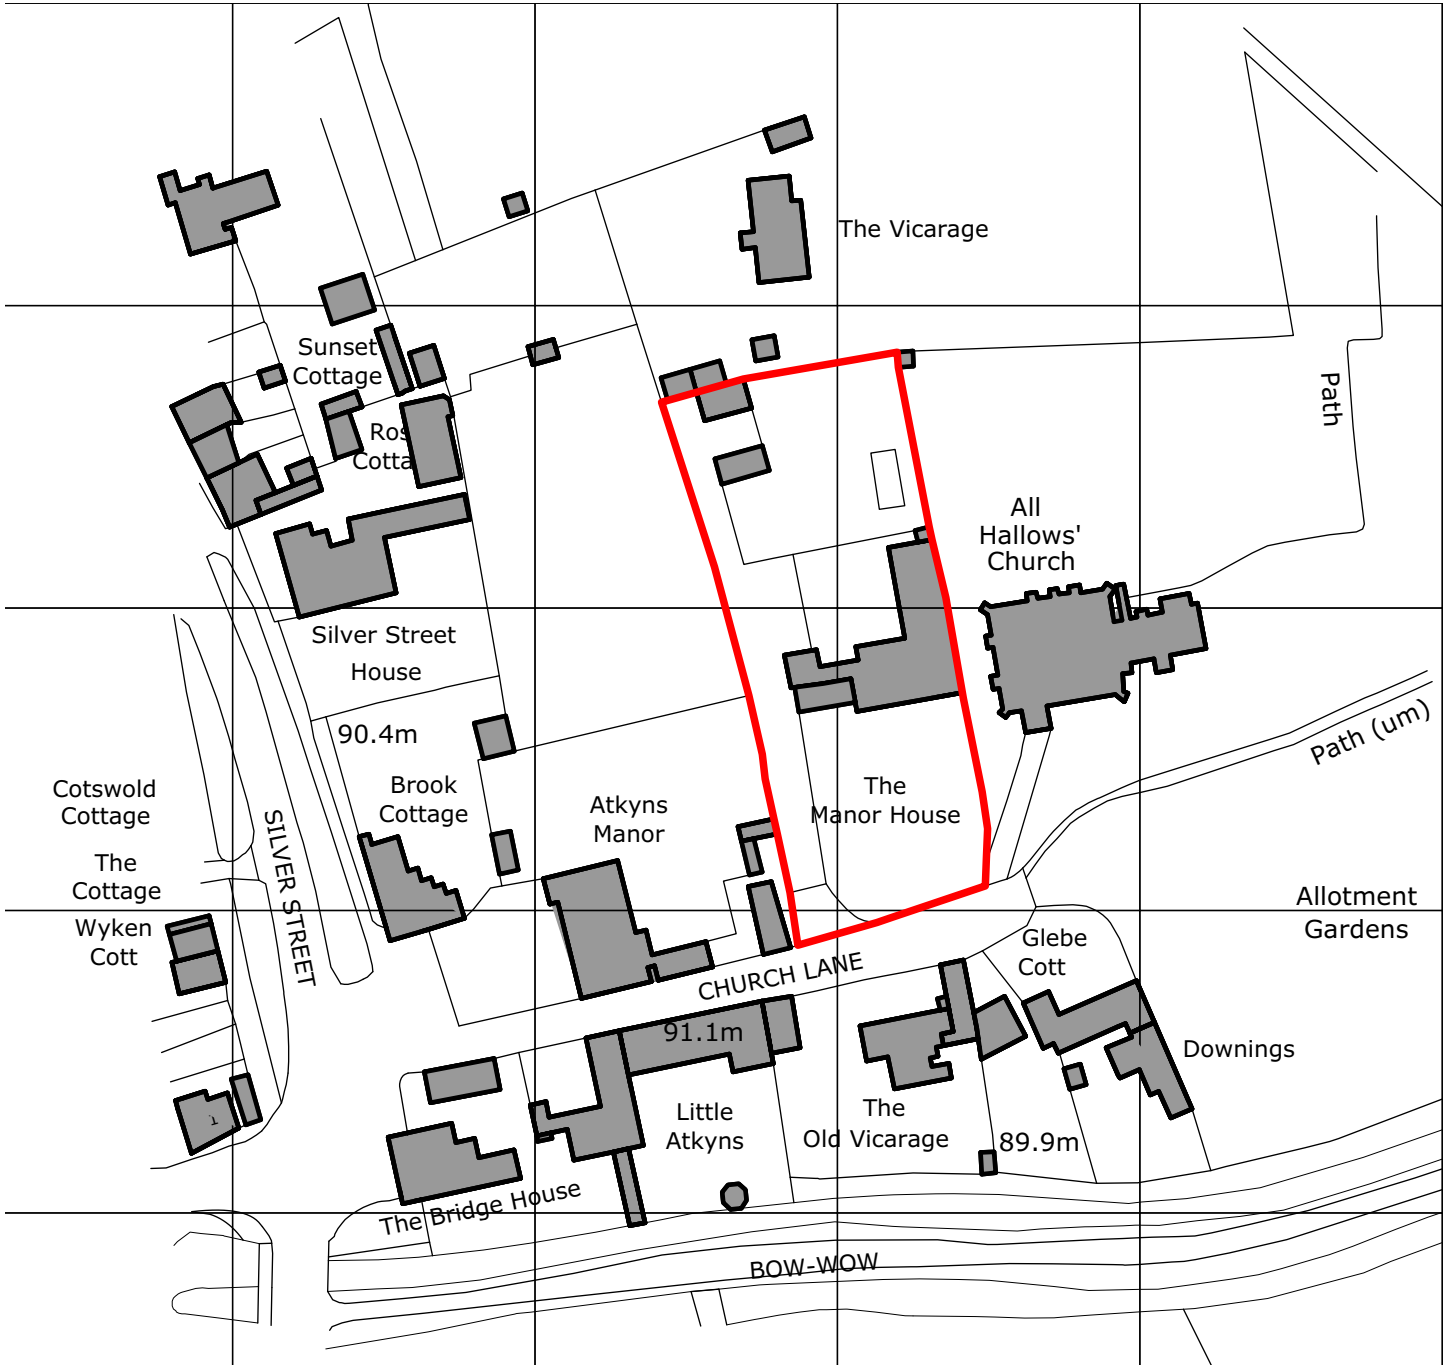 The Vicarage
Sunset
Cottage
Ros
Cotta
Path
All
Hallows'
Church
Silver Street
House
90.4m
Path (um)
Cotswold
Cottage
Brook
Cottage
Atkyns
Manor
The
Manor House
SILVER STREET
The
Cottage
Wyken
Cott
Allotment
Gardens
Glebe
Cott
CHURCH LANE
91.1m
Downings
1
Little
Atkyns
The
Old Vicarage
89.9m
The Bridge House
BOW-WOW